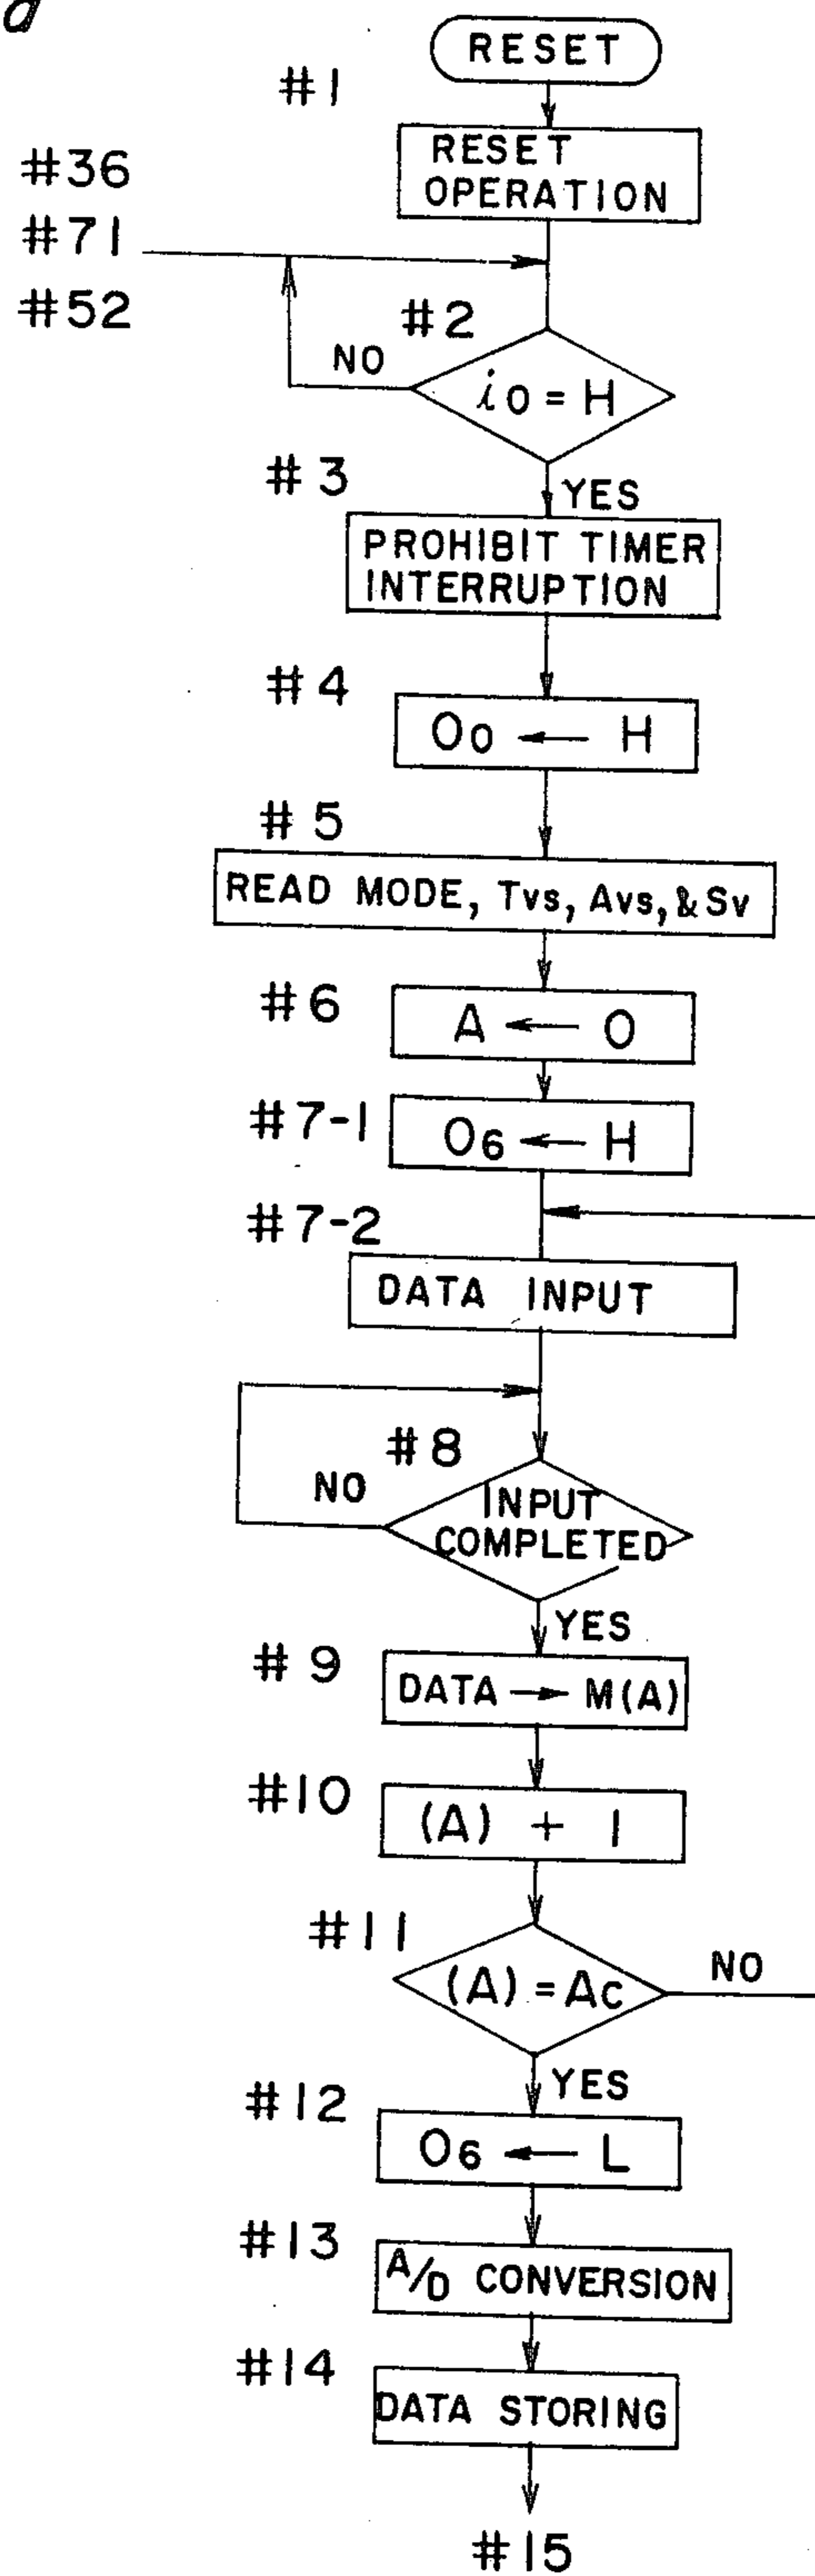 a
RESET
#1
RESET
OPERATION
#36
#71
#52
#2
NO
i0 = H
#3
YES
PROHIBIT TIMER
INTERRUPTION
#4
O0 ← H
#5
READ MODE, Tvs, Avs, & Sv
#6
A ← 0
#7-1
O6 ← H
#7-2
DATA INPUT
#8
NO
INPUT
COMPLETED
YES
#9
DATA → M(A)
#10
(A) + 1
#11
(A) = Ac
NO
YES
#12
O6 ← L
#13
A/D CONVERSION
#14
DATA STORING
#15